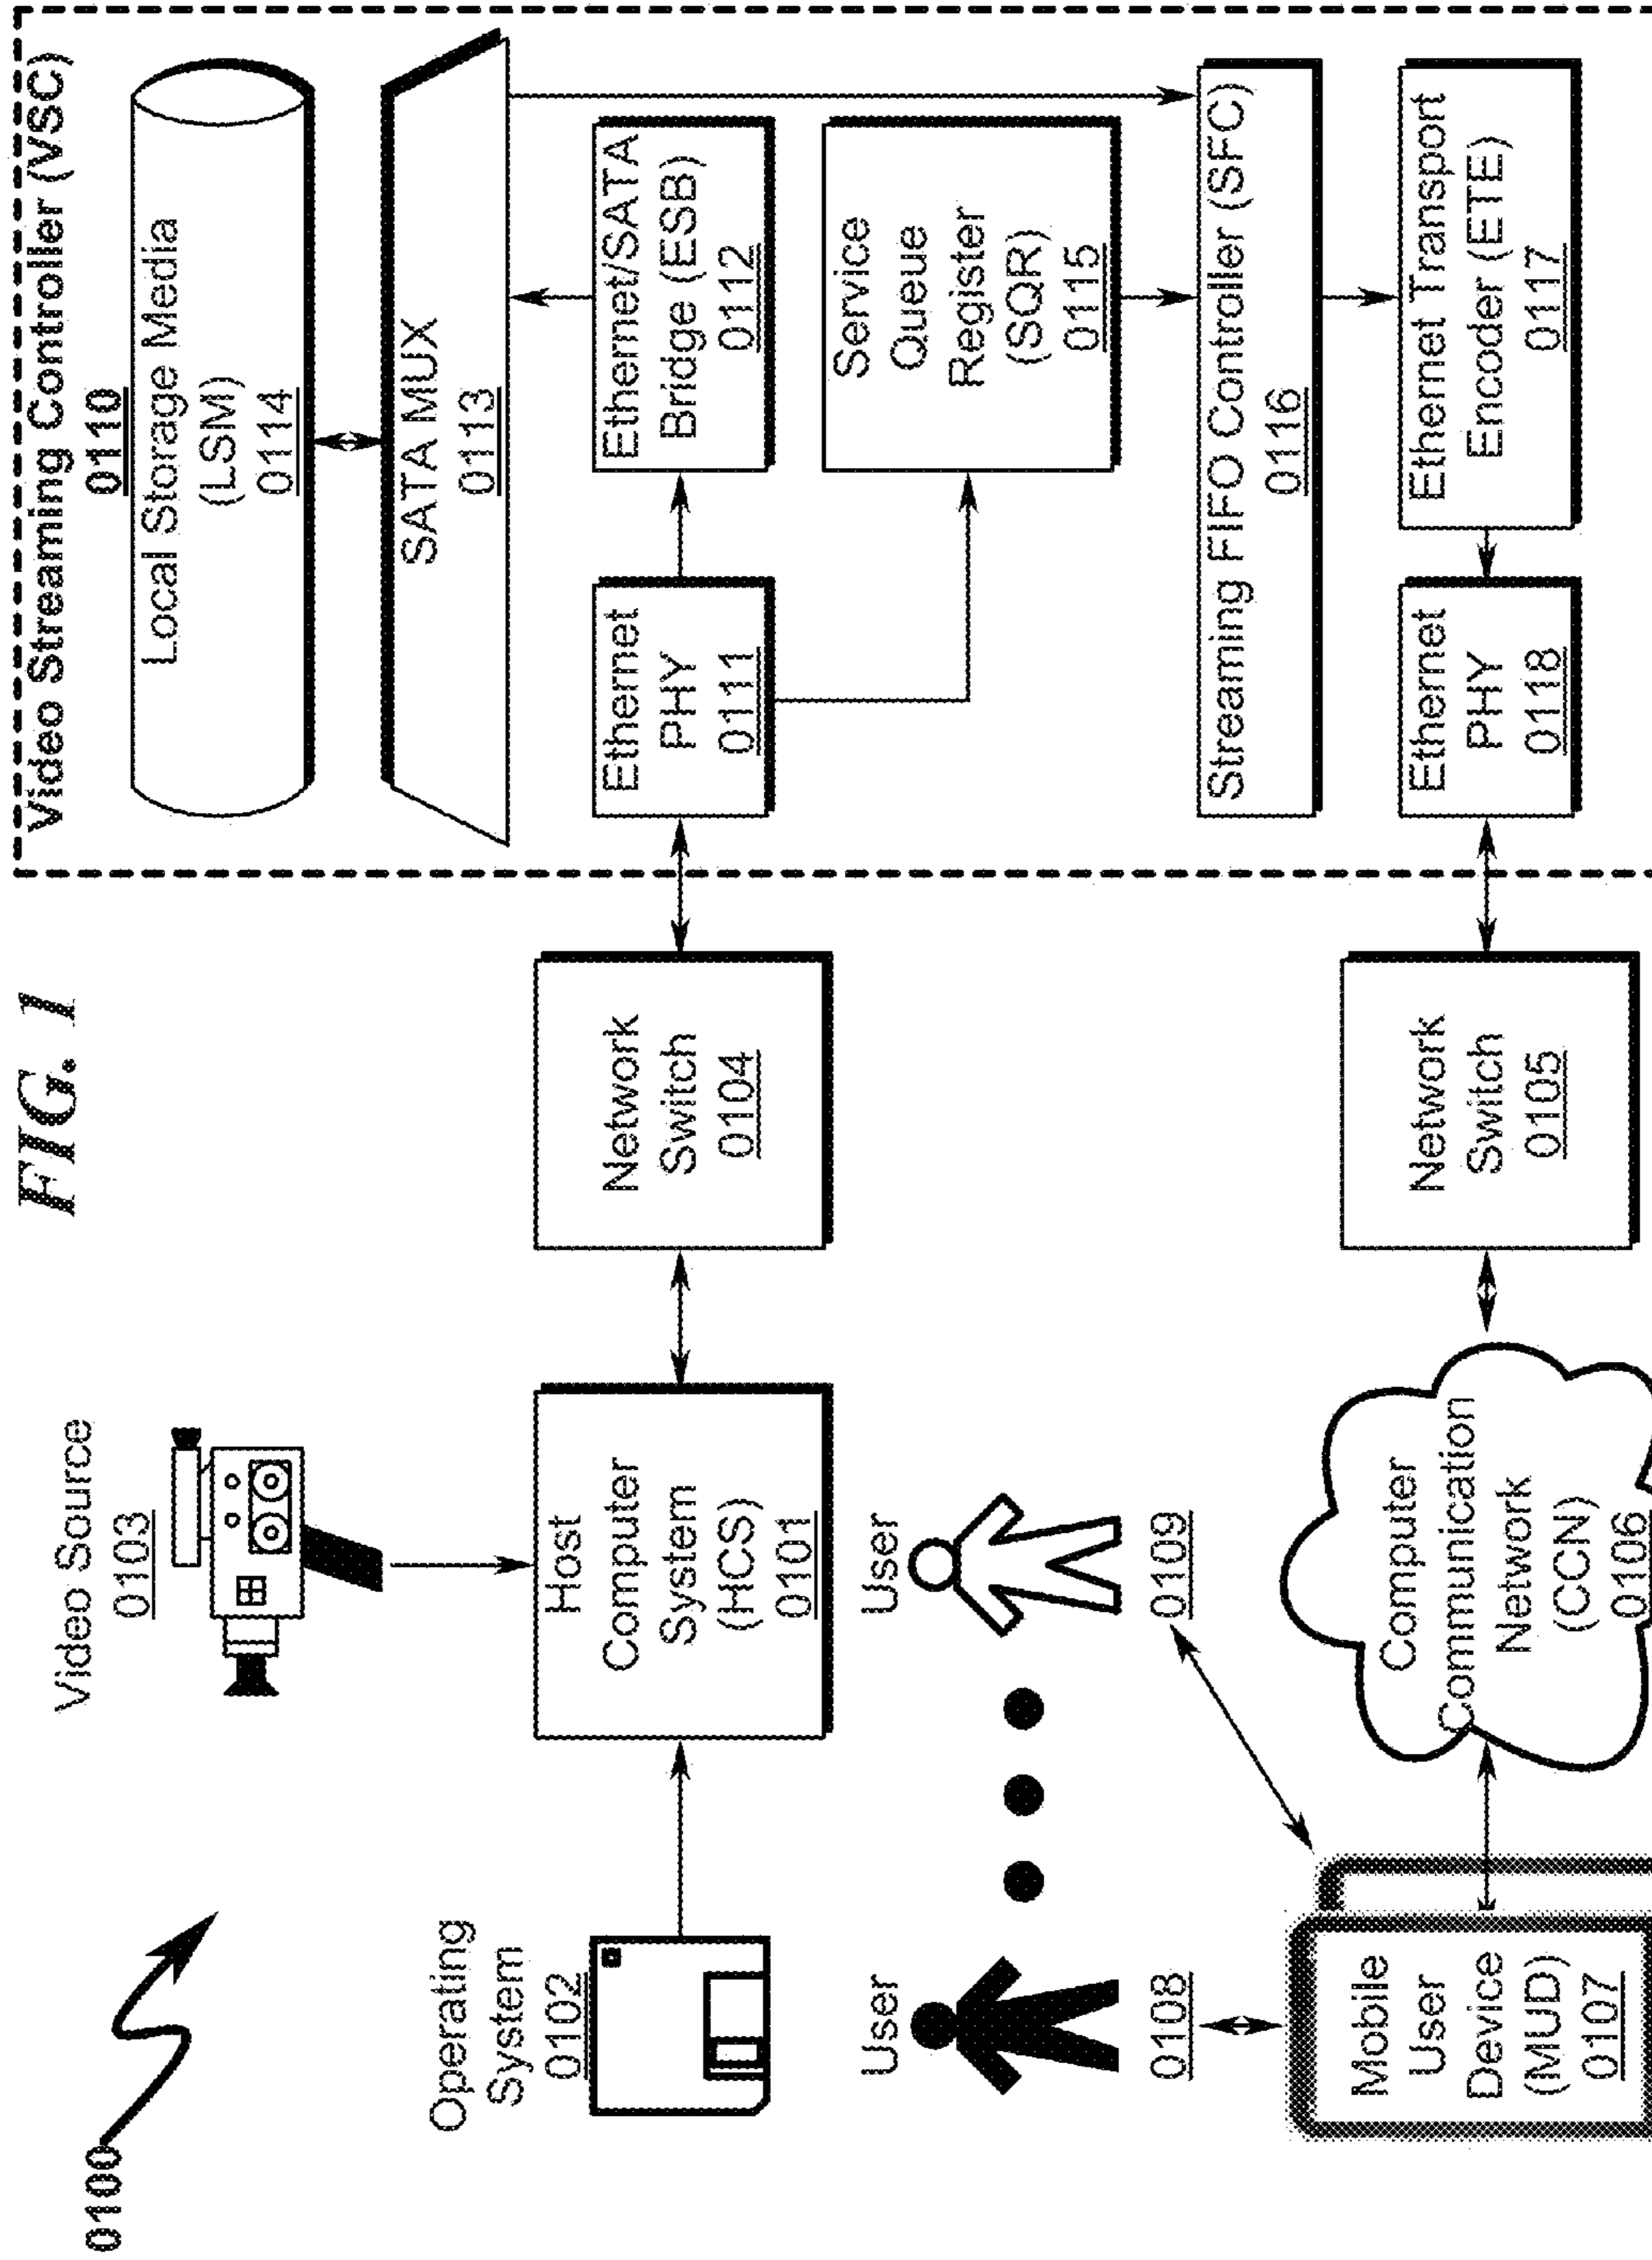 FIG. 1
0100
Video Source
0103
Operating
System
0102
Host
Computer
System
(HCS)
0101
Network
Switch
0104
Video Streaming Controller (VSC)
0110
Local Storage Media
(LSM)
0114
SATA MUX
0113
Ethernet
PHY
0111
Ethernet/SATA
Bridge (ESB)
0112
Service
Queue
Register
(SQR)
0115
Streaming FIFO Controller (SFC)
0116
User
0108
User
0109
Mobile
User
Device
(MUD)
0107
Computer
Communication
Network
(CCN)
0106
Network
Switch
0105
Ethernet
PHY
0118
Ethernet Transport
Encoder (ETE)
0117